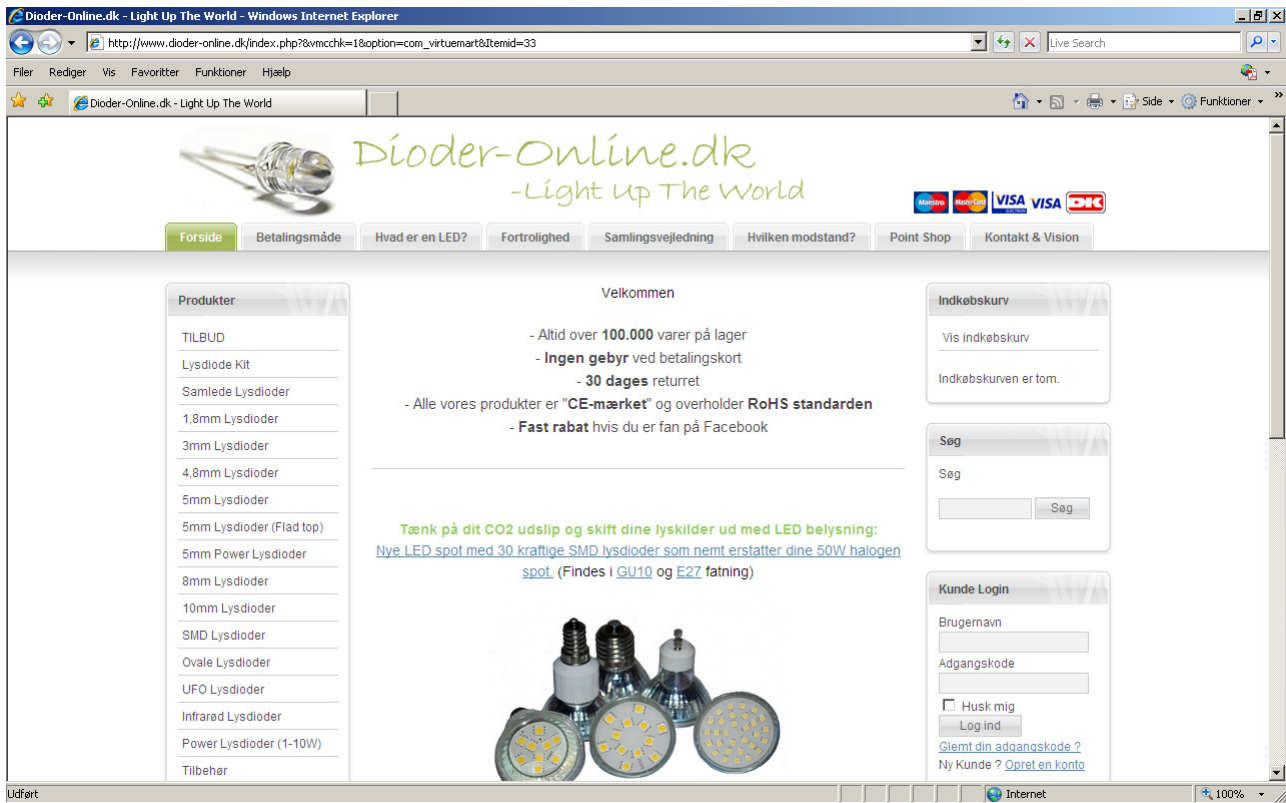 Dioder-Online.dk - Light Up The World - Windows Internet Explorer
http://www.dioder-online.dk/index.php?&vmcchk=1&option=com_virtuemart&Itemid=33
Live Search
Filer Rediger Vis Favoritter Funktioner Hjælp
Dioder-Online.dk - Light Up The World
Side Funktioner
Dioder-Online.dk
-Light Up The World
Maestro MasterCard VISA ELECTRON VISA DK
Forside Betalingsmåde Hvad er en LED? Fortrolighed Samlingsvejledning Hvilken modstand? Point Shop Kontakt & Vision
Produkter
TILBUD
Lysdiode Kit
Samlede Lysdioder
1,8mm Lysdioder
3mm Lysdioder
4,8mm Lysdioder
5mm Lysdioder
5mm Lysdioder (Flad top)
5mm Power Lysdioder
8mm Lysdioder
10mm Lysdioder
SMD Lysdioder
Ovale Lysdioder
UFO Lysdioder
Infrarød Lysdioder
Power Lysdioder (1-10W)
Tilbehør
Velkommen
- Altid over 100.000 varer på lager
- Ingen gebyr ved betalingskort
- 30 dages returret
- Alle vores produkter er "CE-mærket" og overholder RoHS standarden
- Fast rabat hvis du er fan på Facebook
Tænk på dit CO2 udslip og skift dine lyskilder ud med LED belysning:
Nye LED spot med 30 kraftige SMD lysdioder som nemt erstatter dine 50W halogen
spot. (Findes i GU10 og E27 fatning)
Indkøbskurv
Vis indkøbskurv
Indkøbskurven er tom.
Søg
Søg
Søg
Kunde Login
Brugernavn
Adgangskode
Husk mig
Log ind
Glemt din adgangskode ?
Ny Kunde ? Opret en konto
Udført
Internet
100%